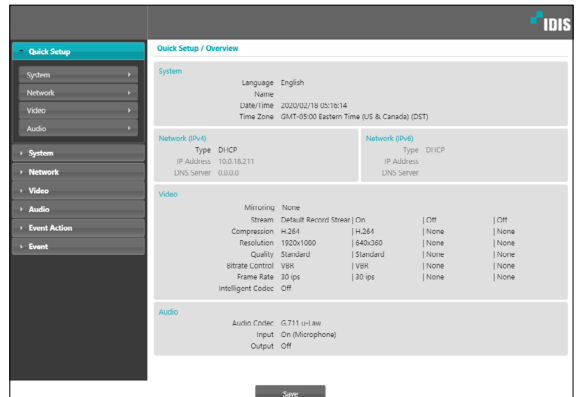 IDIS
Quick Setup
System
Network
Video
Audio
System
Network
Video
Audio
Event Action
Event
Quick Setup / Overview
System
Language English
Name
Date/Time 2020/02/18 05:16:14
Time Zone GMT-05:00 Eastern Time (US & Canada) (DST)
Network (IPv4)
Type DHCP
IP Address 10.0.18.211
DNS Server 0.0.0.0
Network (IPv6)
Type DHCP
IP Address
DNS Server
Video
Mirroring None
Stream Default Record Strear | On | Off | Off
Compression H.264 | H.264 | None | None
Resolution 1920x1080 | 640x360 | None | None
Quality Standard | Standard | None | None
Bitrate Control VBR | VBR | None | None
Frame Rate 30 ips | 30 ips | None | None
Intelligent Codec Off
Audio
Audio Codec G.711 u-Law
Input On (Microphone)
Output Off
Save